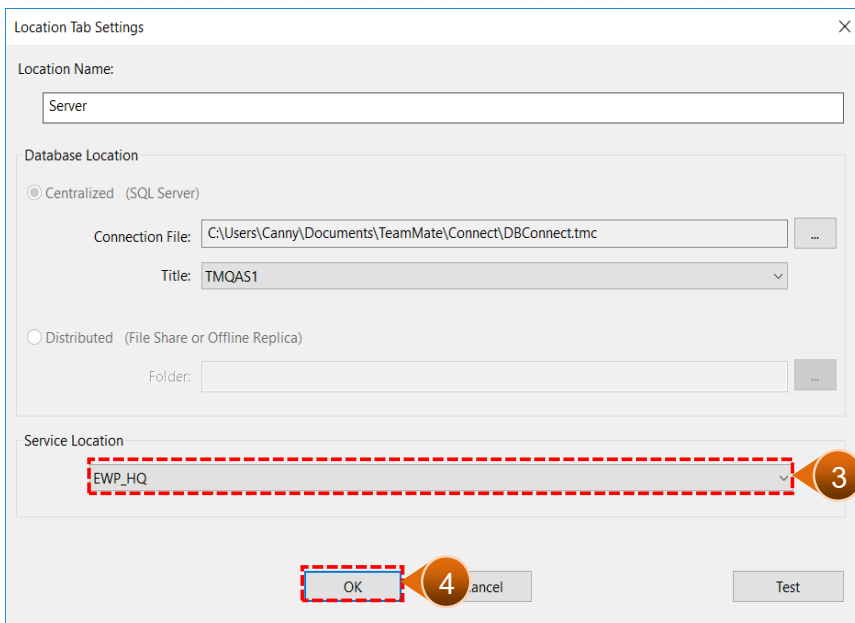 Location Tab Settings
Location Name:
Server
Database Location
Centralized (SQL Server)
Connection File: C:\Users\Canny\Documents\TeamMate\Connect\DBConnect.tmc ...
Title: TMQAS1
Distributed (File Share or Offline Replica)
Folder: ...
Service Location
EWP_HQ 3
OK 4 ancel Test